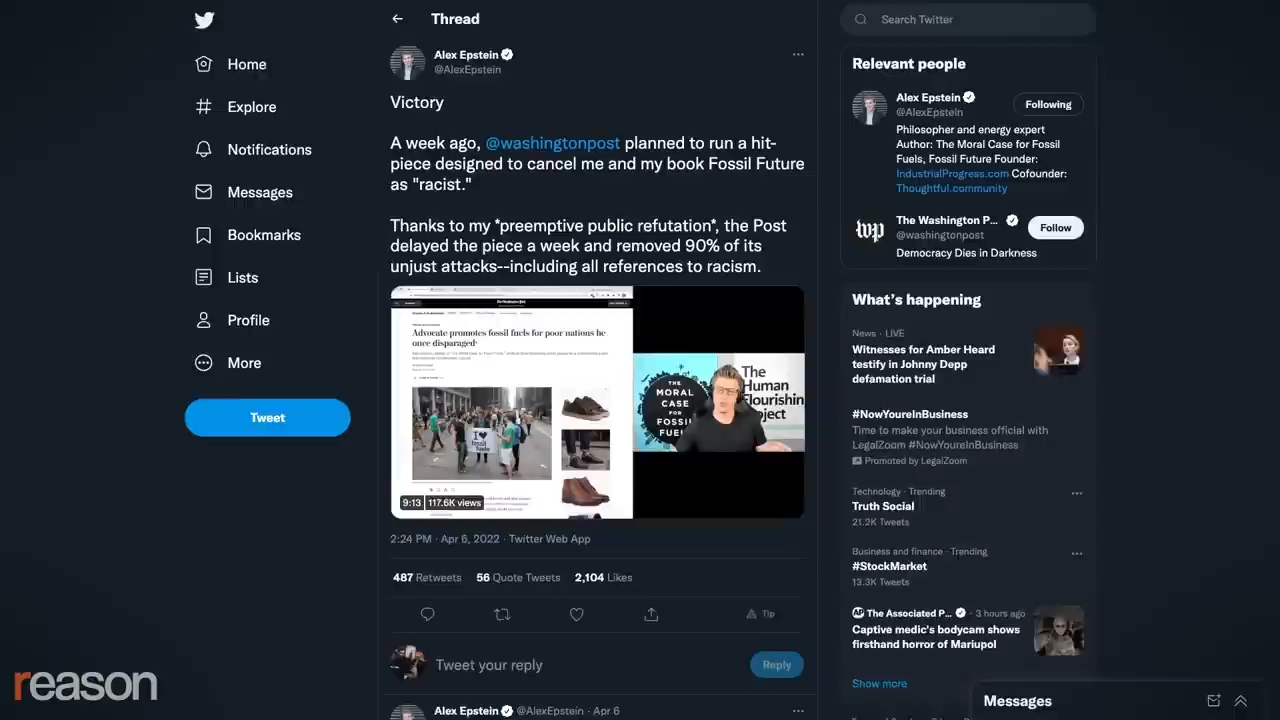 Home
Explore
Notifications
Messages
Bookmarks
Lists
Profile
More
Tweet
Thread
Alex Epstein
@AlexEpstein
Victory
A week ago, @washingtonpost planned to run a hit-
piece designed to cancel me and my book Fossil Future
as "racist."
Thanks to my *preemptive public refutation*, the Post
delayed the piece a week and removed 90% of its
unjust attacks--including all references to racism.
Advocate promotes fossil fuels for poor nations he
once disparaged
I
fossil
fuels
THE
MORAL
CASE
FOR
FOSSIL
FUEL
The
Human
Flourishing
9:13 117.6K views
2:24 PM · Apr 6, 2022 · Twitter Web App
487 Retweets 56 Quote Tweets 2,104 Likes
Tip
Tweet your reply
Reply
Alex Epstein @AlexEpstein · Apr 6
Search Twitter
Relevant people
Alex Epstein
@AlexEpstein
Following
Philosopher and energy expert
Author: The Moral Case for Fossil
Fuels, Fossil Future Founder:
IndustrialProgress.com Cofounder:
Thoughtful.community
wp
The Washington P...
@washingtonpost
Follow
Democracy Dies in Darkness
What's happening
News · LIVE
Witnesses in Amber Heard
v Johnny Depp
defamation trial
#NowYoureInBusiness
Time to make your business official with
LegalZoom #NowYoureInBusiness
Promoted by LegalZoom
Technology · Trending
Truth Social
21.2K Tweets
Business and finance · Trending
#StockMarket
13.3K Tweets
AP The Associated P... · 3 hours ago
Captive medic's bodycam shows
firsthand horror of Mariupol
Show more
Messages
reason